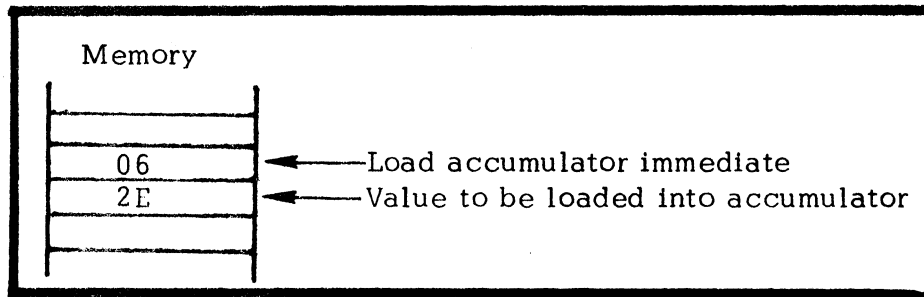 Memory
06 Load accumulator immediate
2E Value to be loaded into accumulator